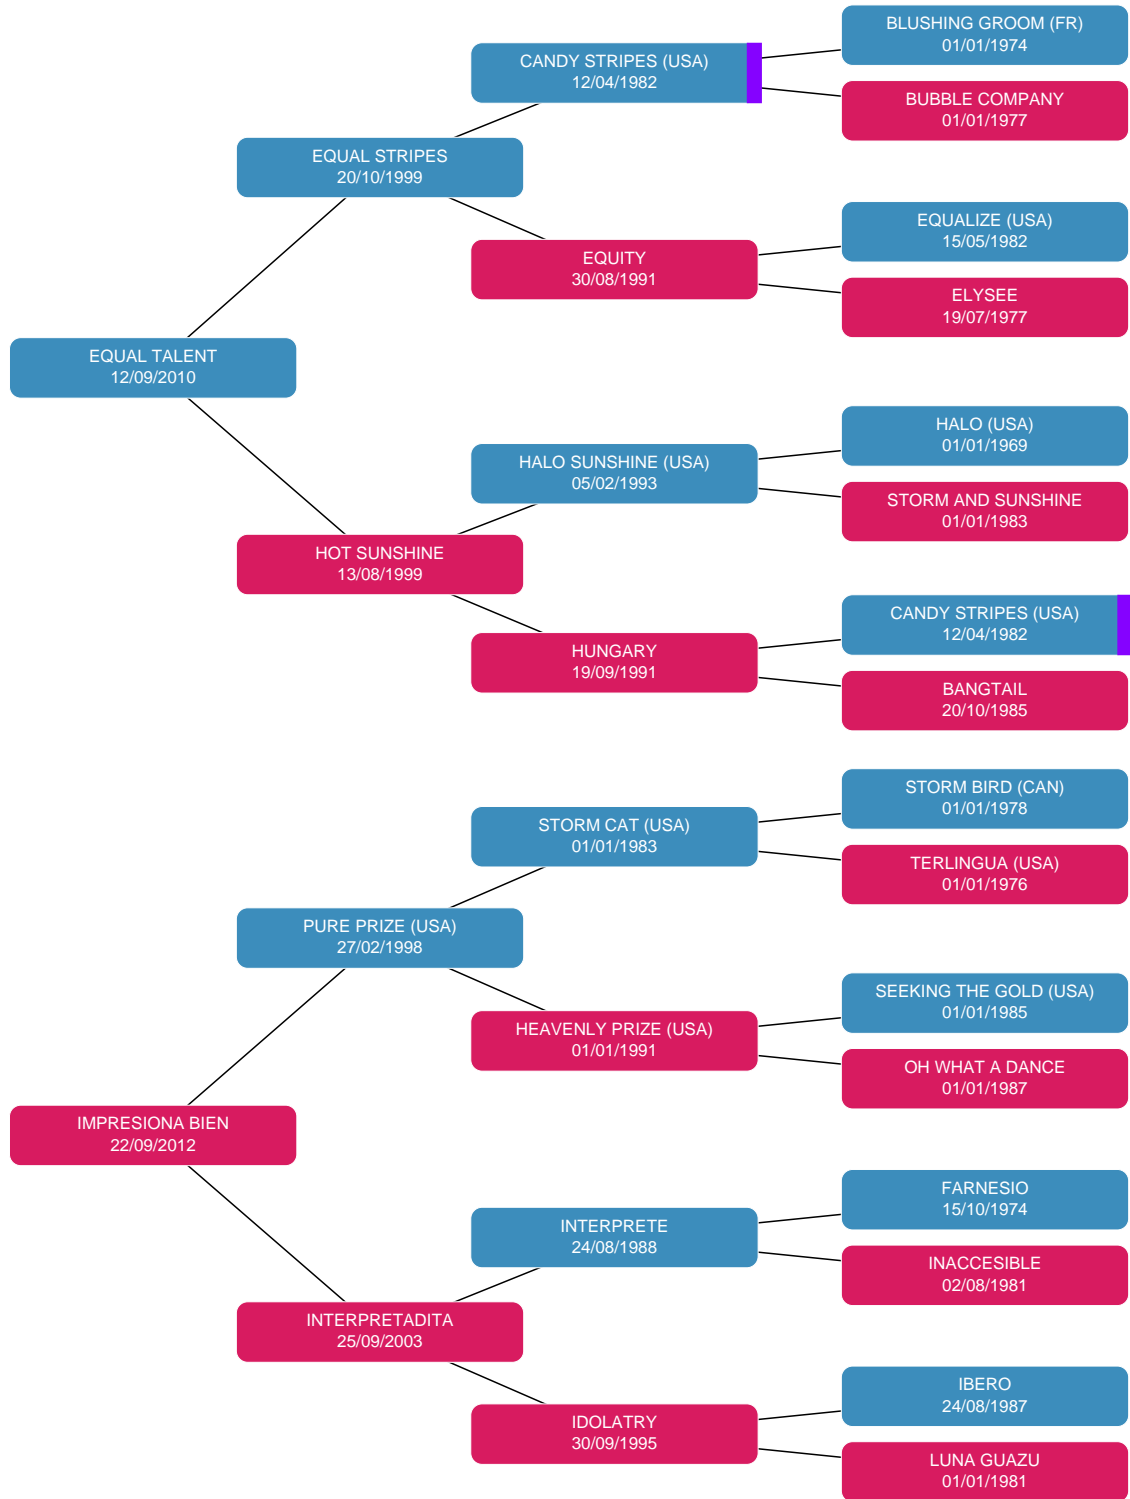 BLUSHING GROOM (FR)
01/01/1974
CANDY STRIPES (USA)
12/04/1982
BUBBLE COMPANY
01/01/1977
EQUAL STRIPES
20/10/1999
EQUALIZE (USA)
15/05/1982
EQUITY
30/08/1991
ELYSEE
19/07/1977
EQUAL TALENT
12/09/2010
HALO (USA)
01/01/1969
HALO SUNSHINE (USA)
05/02/1993
STORM AND SUNSHINE
01/01/1983
HOT SUNSHINE
13/08/1999
CANDY STRIPES (USA)
12/04/1982
HUNGARY
19/09/1991
BANGTAIL
20/10/1985
STORM BIRD (CAN)
01/01/1978
STORM CAT (USA)
01/01/1983
TERLINGUA (USA)
01/01/1976
PURE PRIZE (USA)
27/02/1998
SEEKING THE GOLD (USA)
01/01/1985
HEAVENLY PRIZE (USA)
01/01/1991
OH WHAT A DANCE
01/01/1987
IMPRESIONA BIEN
22/09/2012
FARNESIO
15/10/1974
INTERPRETE
24/08/1988
INACCESIBLE
02/08/1981
INTERPRETADITA
25/09/2003
IBERO
24/08/1987
IDOLATRY
30/09/1995
LUNA GUAZU
01/01/1981